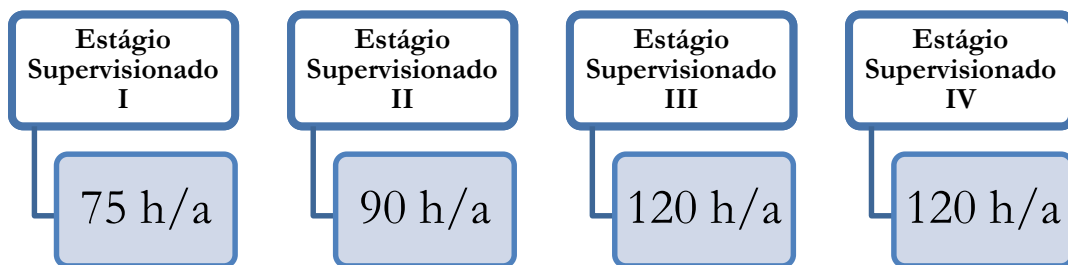 Estágio
Supervisionado
I
75 h/a
Estágio
Supervisionado
II
90 h/a
Estágio
Supervisionado
III
120 h/a
Estágio
Supervisionado
IV
120 h/a